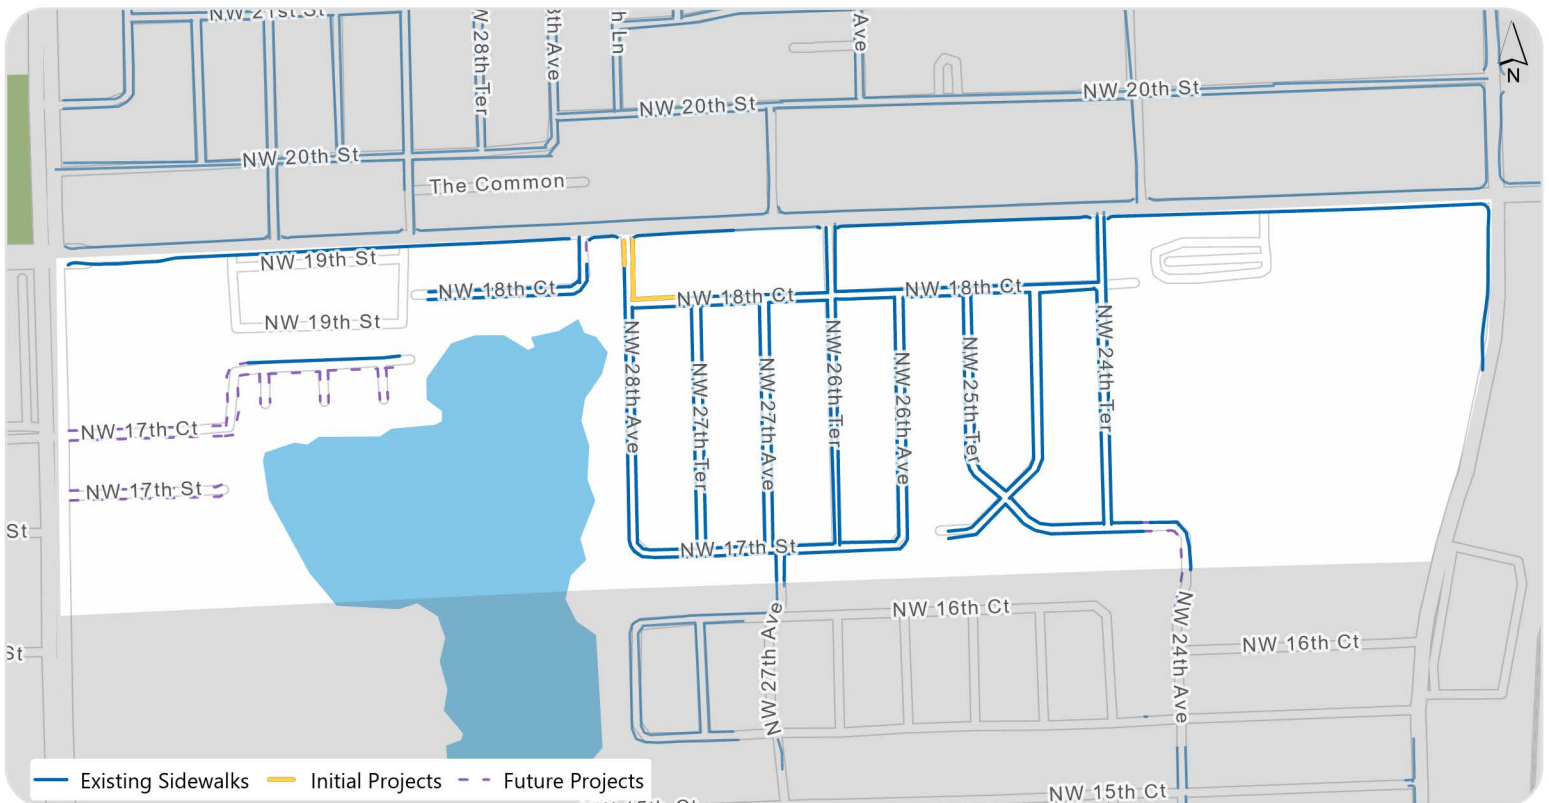 NW 21st St
W 28th Ter
8th Ave
h Ln
Ave
N
NW 20th St
NW 20th St
NW 20th St
The Common
NW 19th St
NW 18th Ct
NW 18th Ct
NW 18th Ct
NW 19th St
NW 28th Ave
NW 27th Ter
NW 27th Ave
NW 26th Ter
NW 26th Ave
NW 25th Ter
NW 24th Ter
NW 17th Ct
NW 17th St
St
NW 17th St
NW 16th Ct
NW 27th Ave
NW 24th Ave
NW 16th Ct
St
Existing Sidewalks
Initial Projects
Future Projects
NW 15th Ct